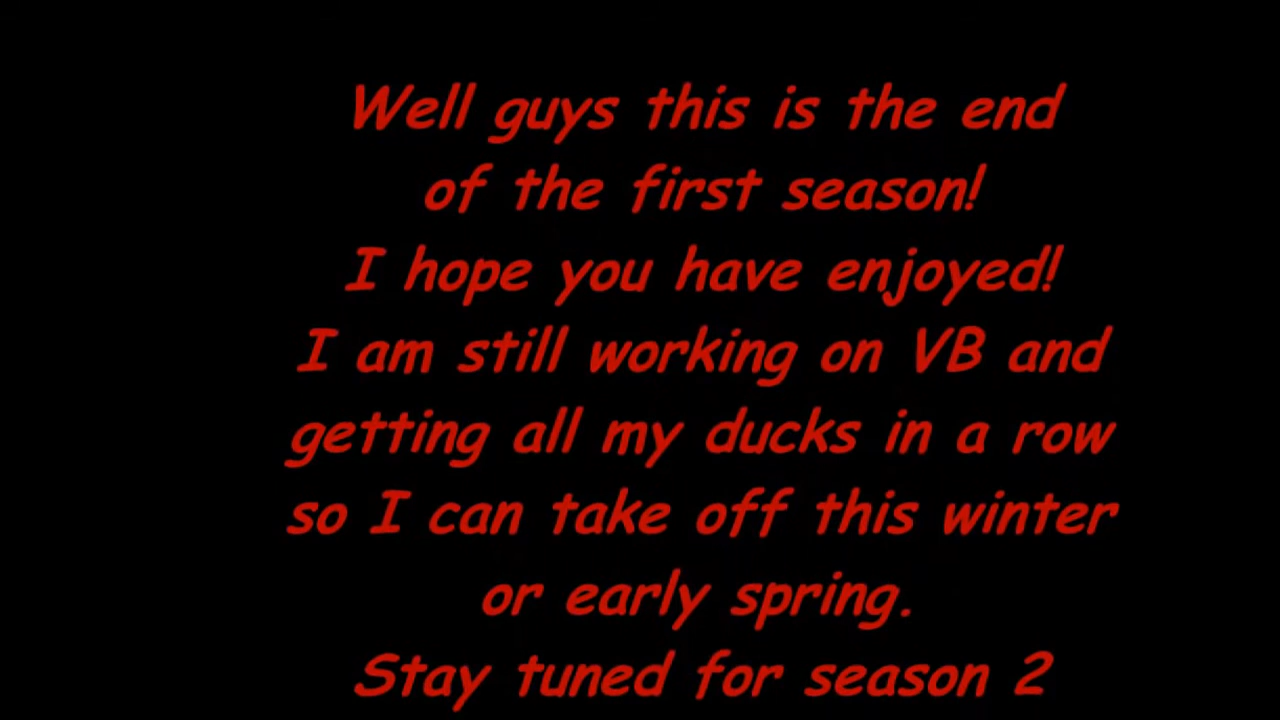 Well guys this is the end
of the first season!
I hope you have enjoyed!
I am still working on VB and
getting all my ducks in a row
so I can take off this winter
or early spring.
Stay tuned for season 2